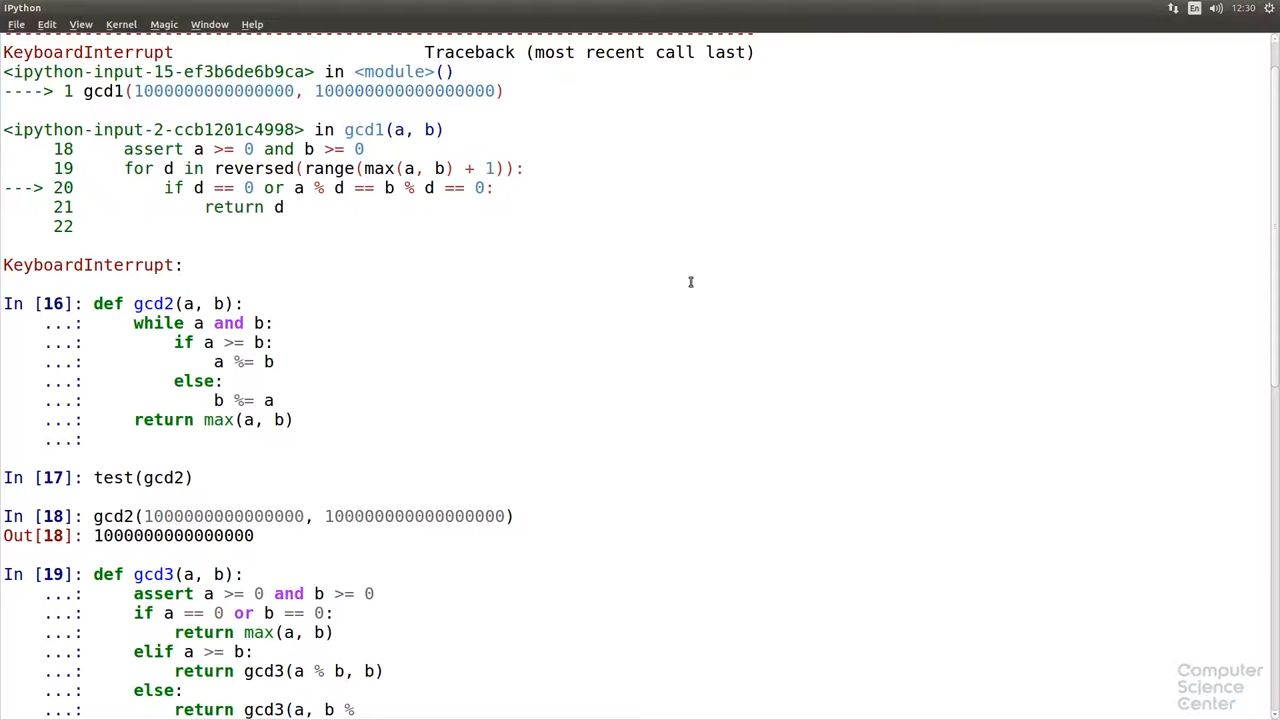 IPython
En 12:30
File Edit View Kernel Magic Window Help
KeyboardInterrupt                         Traceback (most recent call last)
<ipython-input-15-ef3b6de6b9ca> in <module>()
----> 1 gcd1(1000000000000000, 100000000000000000)
<ipython-input-2-ccb1201c4998> in gcd1(a, b)
     18     assert a >= 0 and b >= 0
     19     for d in reversed(range(max(a, b) + 1)):
---> 20         if d == 0 or a % d == b % d == 0:
     21             return d
     22
KeyboardInterrupt:
In [16]: def gcd2(a, b):
    ...:     while a and b:
    ...:         if a >= b:
    ...:             a %= b
    ...:         else:
    ...:             b %= a
    ...:     return max(a, b)
    ...:
In [17]: test(gcd2)
In [18]: gcd2(1000000000000000, 100000000000000000)
Out[18]: 1000000000000000
In [19]: def gcd3(a, b):
    ...:     assert a >= 0 and b >= 0
    ...:     if a == 0 or b == 0:
    ...:         return max(a, b)
    ...:     elif a >= b:
    ...:         return gcd3(a % b, b)
    ...:     else:
    ...:         return gcd3(a, b %
Computer
Science
Center